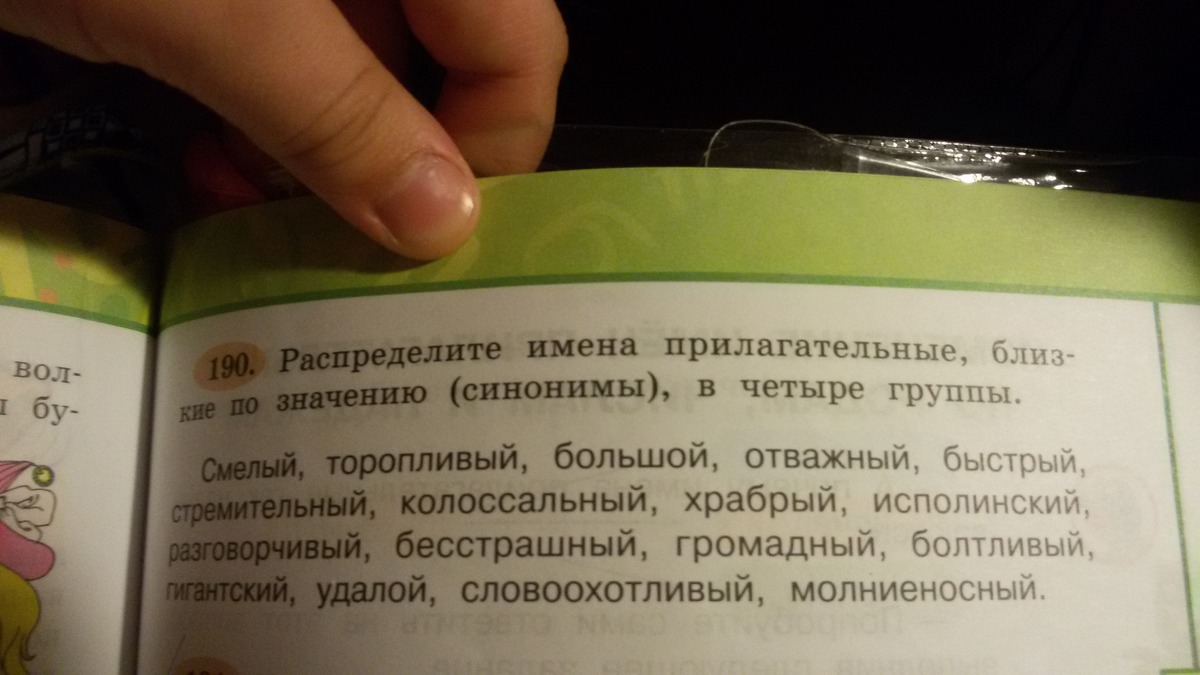 вол-
бу-
190. Распределите имена прилагательные, близ-
кие по значению (синонимы), в четыре группы.
Смелый, торопливый, большой, отважный, быстрый,
стремительный, колоссальный, храбрый, исполинский,
разговорчивый, бесстрашный, громадный, болтливый,
гигантский, удалой, словоохотливый, молниеносный.